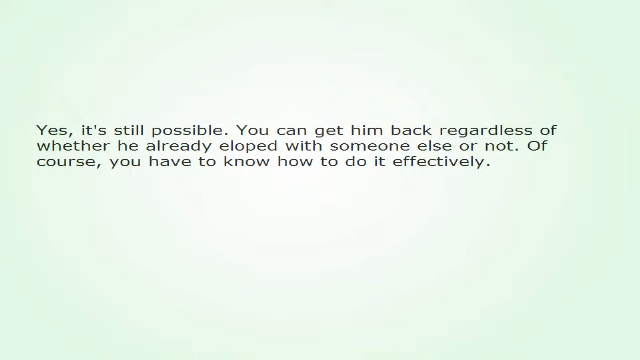 Yes, it's still possible. You can get him back regardless of
whether he already eloped with someone else or not. Of
course, you have to know how to do it effectively.